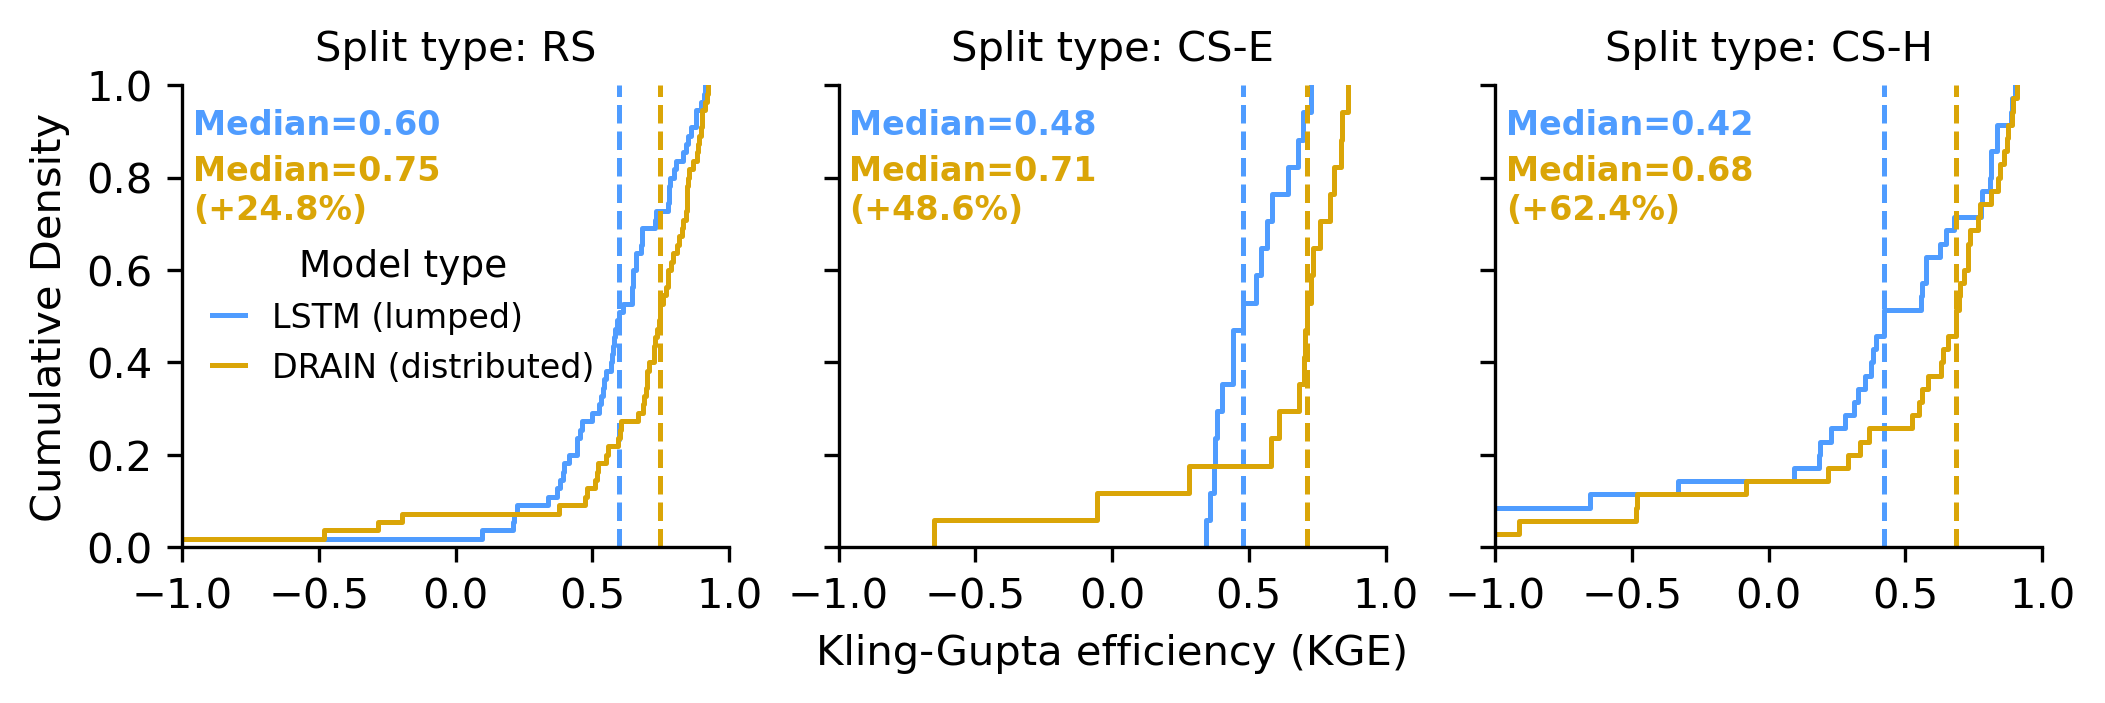 Split type: RS
Split type: CS-E
Split type: CS-H
Cumulative Density
1.0
0.8
0.6
0.4
0.2
0.0
Median=0.60
Median=0.75
(+24.8%)
Model type
LSTM (lumped)
DRAIN (distributed)
Median=0.48
Median=0.71
(+48.6%)
Median=0.42
Median=0.68
(+62.4%)
−1.0 −0.5 0.0 0.5 1.0
−1.0 −0.5 0.0 0.5 1.0
−1.0 −0.5 0.0 0.5 1.0
Kling-Gupta efficiency (KGE)